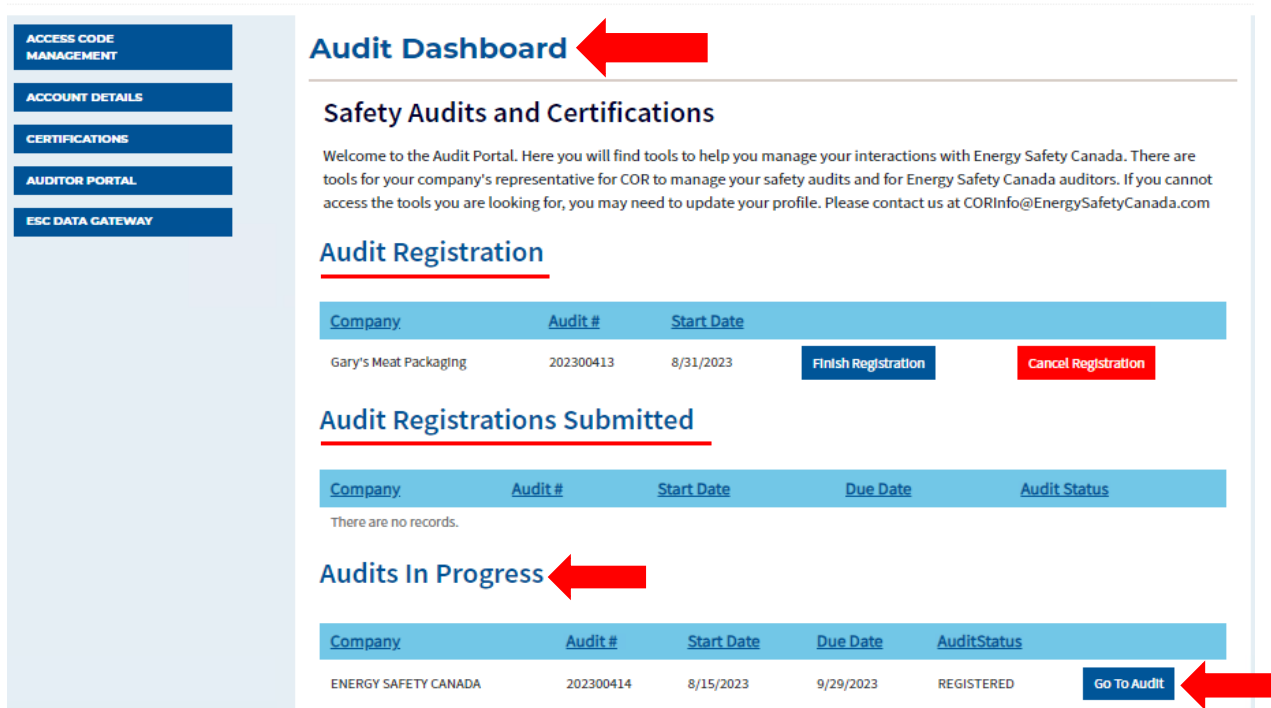 ACCESS CODE
MANAGEMENT
ACCOUNT DETAILS
CERTIFICATIONS
AUDITOR PORTAL
ESC DATA GATEWAY
Audit Dashboard
Safety Audits and Certifications
Welcome to the Audit Portal. Here you will find tools to help you manage your interactions with Energy Safety Canada. There are
tools for your company's representative for COR to manage your safety audits and for Energy Safety Canada auditors. If you cannot
access the tools you are looking for, you may need to update your profile. Please contact us at CORInfo@EnergySafetyCanada.com
Audit Registration
Company Audit # Start Date
Gary's Meat Packaging 202300413 8/31/2023 Finish Registration Cancel Registration
Audit Registrations Submitted
Company Audit # Start Date Due Date Audit Status
There are no records.
Audits In Progress
Company Audit # Start Date Due Date AuditStatus
ENERGY SAFETY CANADA 202300414 8/15/2023 9/29/2023 REGISTERED Go To Audit